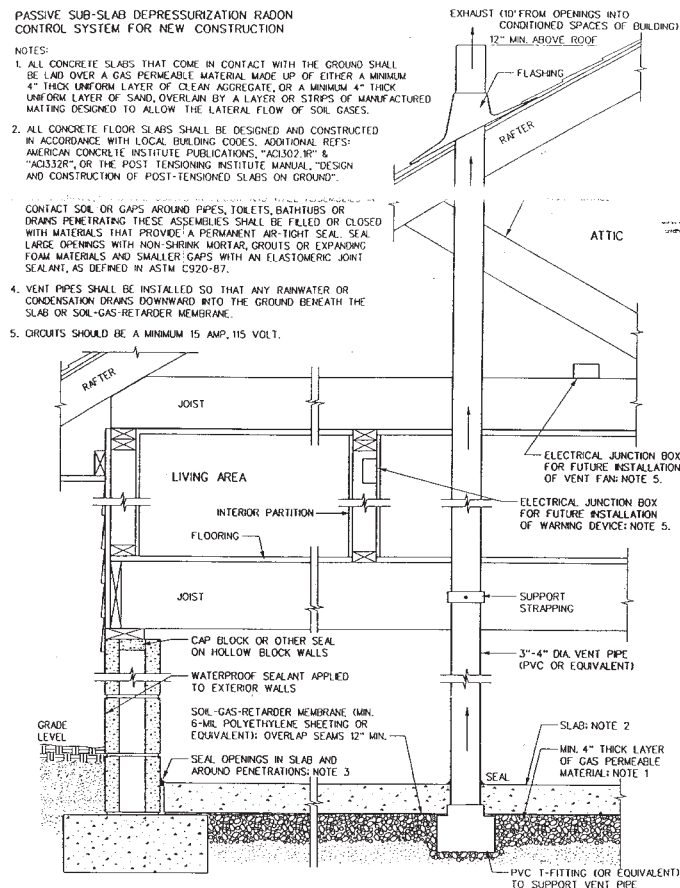 PASSIVE SUB-SLAB DEPRESSURIZATION RADON
CONTROL SYSTEM FOR NEW CONSTRUCTION
NOTES:
1. ALL CONCRETE SLABS THAT COME IN CONTACT WITH THE GROUND SHALL
BE LAID OVER A GAS PERMEABLE MATERIAL MADE UP OF EITHER A MINIMUM
4" THICK UNIFORM LAYER OF CLEAN AGGREGATE, OR A MINIMUM 4" THICK
UNIFORM LAYER OF SAND, OVERLAIN BY A LAYER OR STRIPS OF MANUFACTURED
MATTING DESIGNED TO ALLOW THE LATERAL FLOW OF SOIL GASES.
2. ALL CONCRETE FLOOR SLABS SHALL BE DESIGNED AND CONSTRUCTED
IN ACCORDANCE WITH LOCAL BUILDING CODES. ADDITIONAL REFS:
AMERICAN CONCRETE INSTITUTE PUBLICATIONS, "ACI302.1R" &
"ACI332R", OR THE POST TENSIONING INSTITUTE MANUAL, "DESIGN
AND CONSTRUCTION OF POST-TENSIONED SLABS ON GROUND".
CONTACT SOIL OR GAPS AROUND PIPES, TOILETS, BATHTUBS OR
DRAINS PENETRATING THESE ASSEMBLIES SHALL BE FILLED OR CLOSED
WITH MATERIALS THAT PROVIDE A PERMANENT AIR-TIGHT SEAL. SEAL
LARGE OPENINGS WITH NON-SHRINK MORTAR, GROUTS OR EXPANDING
FOAM MATERIALS AND SMALLER GAPS WITH AN ELASTOMERIC JOINT
SEALANT, AS DEFINED IN ASTM C920-87.
4. VENT PIPES SHALL BE INSTALLED SO THAT ANY RAINWATER OR
CONDENSATION DRAINS DOWNWARD INTO THE GROUND BENEATH THE
SLAB OR SOIL-GAS-RETARDER MEMBRANE.
5. CIRCUITS SHOULD BE A MINIMUM 15 AMP, 115 VOLT.
EXHAUST (10' FROM OPENINGS INTO
CONDITIONED SPACES OF BUILDING)
12" MIN. ABOVE ROOF
FLASHING
RAFTER
ATTIC
RAFTER
JOIST
LIVING AREA
INTERIOR PARTITION
FLOORING
ELECTRICAL JUNCTION BOX
FOR FUTURE INSTALLATION
OF VENT FAN: NOTE 5.
ELECTRICAL JUNCTION BOX
FOR FUTURE INSTALLATION
OF WARNING DEVICE: NOTE 5.
JOIST
SUPPORT
STRAPPING
CAP BLOCK OR OTHER SEAL
ON HOLLOW BLOCK WALLS
3"-4" DIA. VENT PIPE
(PVC OR EQUIVALENT)
WATERPROOF SEALANT APPLIED
TO EXTERIOR WALLS
SOIL-GAS-RETARDER MEMBRANE (MIN.
6-MIL POLYETHYLENE SHEETING OR
EQUIVALENT): OVERLAP SEAMS 12" MIN.
GRADE
LEVEL
SLAB: NOTE 2
MIN. 4" THICK LAYER
OF GAS PERMEABLE
MATERIAL: NOTE 1
SEAL OPENINGS IN SLAB AND
AROUND PENETRATIONS: NOTE 3
SEAL
PVC T-FITTING (OR EQUIVALENT)
TO SUPPORT VENT PIPE